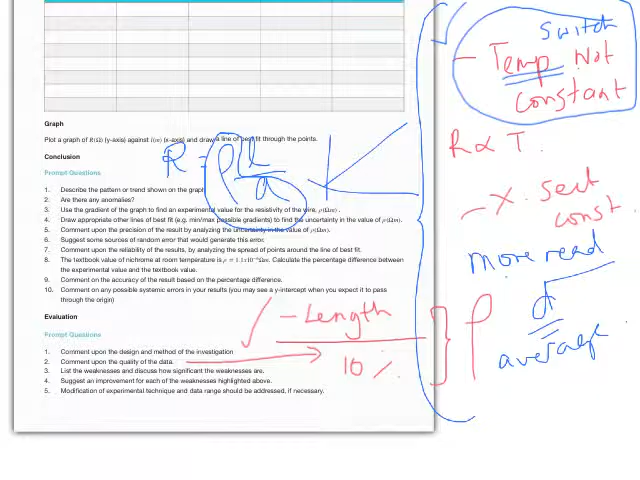 Graph
Plot a graph of R(Ω) (y-axis) against l(m) (x-axis) and draw a line of best fit through the points.
Conclusion
Prompt Questions
1. Describe the pattern or trend shown on the graph
2. Are there any anomalies?
3. Use the gradient of the graph to find an experimental value for the resistivity of the wire, ρ(Ωm).
4. Draw appropriate other lines of best fit (e.g. min/max possible gradients) to find the uncertainty in the value of ρ(Ωm).
5. Comment upon the precision of the result by analyzing the uncertainty in the value of ρ(Ωm).
6. Suggest some sources of random error that would generate this error.
7. Comment upon the reliability of the results, by analyzing the spread of points around the line of best fit.
8. The textbook value of nichrome at room temperature is ρ = 1.1x10⁻⁶Ωm. Calculate the percentage difference between
the experimental value and the textbook value.
9. Comment on the accuracy of the result based on the percentage difference.
10. Comment on any possible systemic errors in your results (you may see a y-intercept when you expect it to pass
through the origin)
Evaluation
Prompt Questions
1. Comment upon the design and method of the investigation
2. Comment upon the quality of the data.
3. List the weaknesses and discuss how significant the weaknesses are.
4. Suggest an improvement for each of the weaknesses highlighted above.
5. Modification of experimental technique and data range should be addressed, if necessary.
R = ρ l
a
- Length
10 %
ρ
Switch
- Temp Not
Constant
R ∝ T.
- X. Sect
const.
more read
d
average